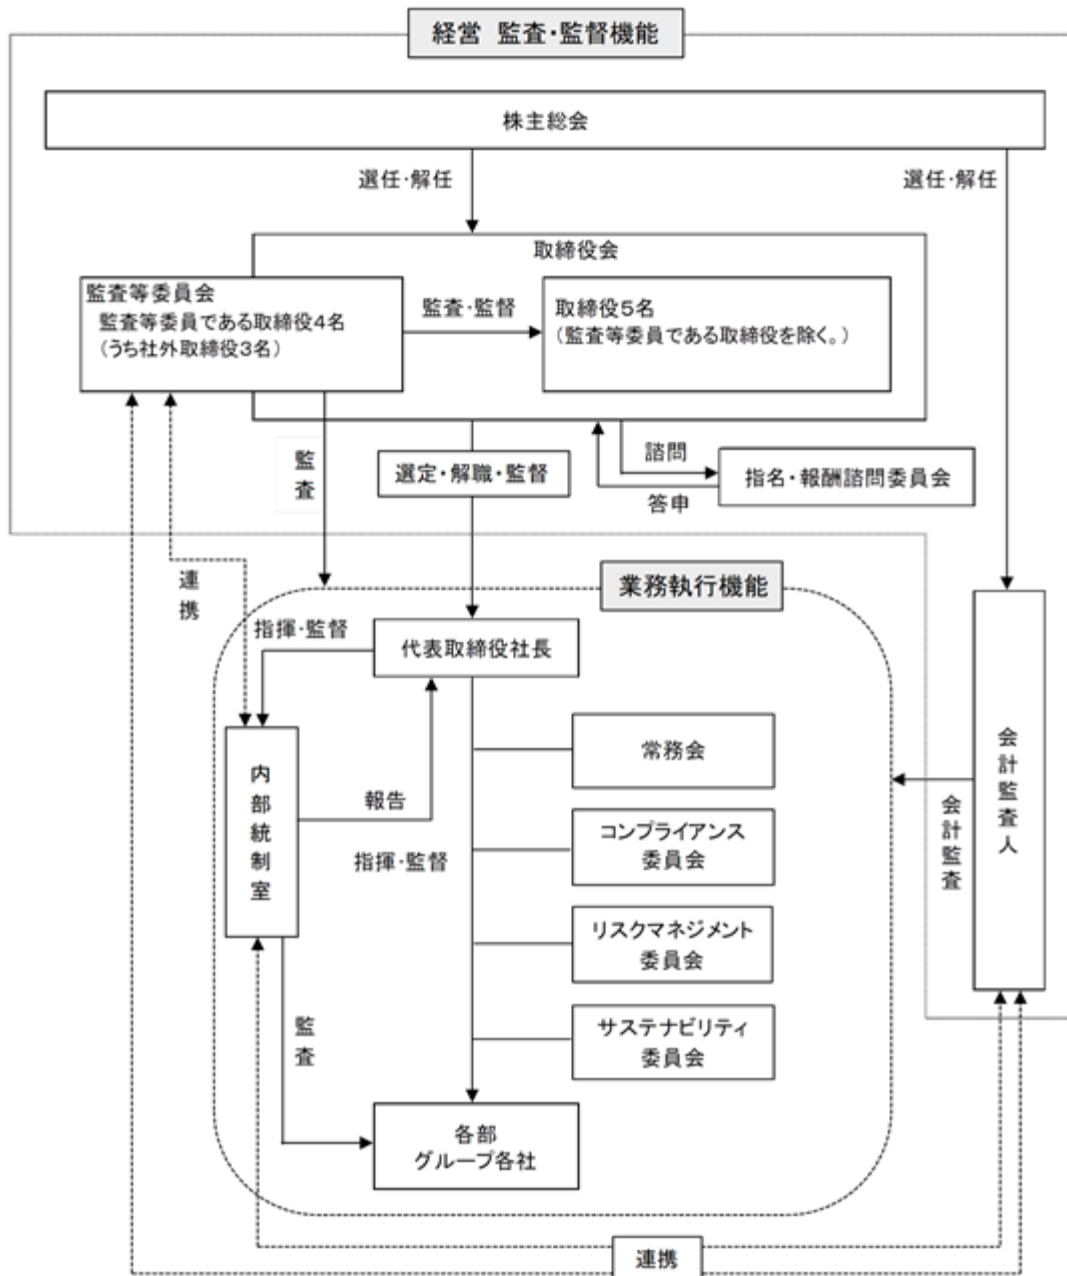 経営 監査・監督機能
株主総会
選任・解任
選任・解任
取締役会
監査等委員会
監査等委員である取締役4名
(うち社外取締役3名)
監査・監督
取締役5名
(監査等委員である取締役を除く。)
監査
選定・解職・監督
諮問
答申
指名・報酬諮問委員会
連携
業務執行機能
指揮・監督
代表取締役社長
内部統制室
報告
指揮・監督
常務会
コンプライアンス
委員会
リスクマネジメント
委員会
サステナビリティ
委員会
会計監査
会計監査人
監査
各部
グループ各社
連携